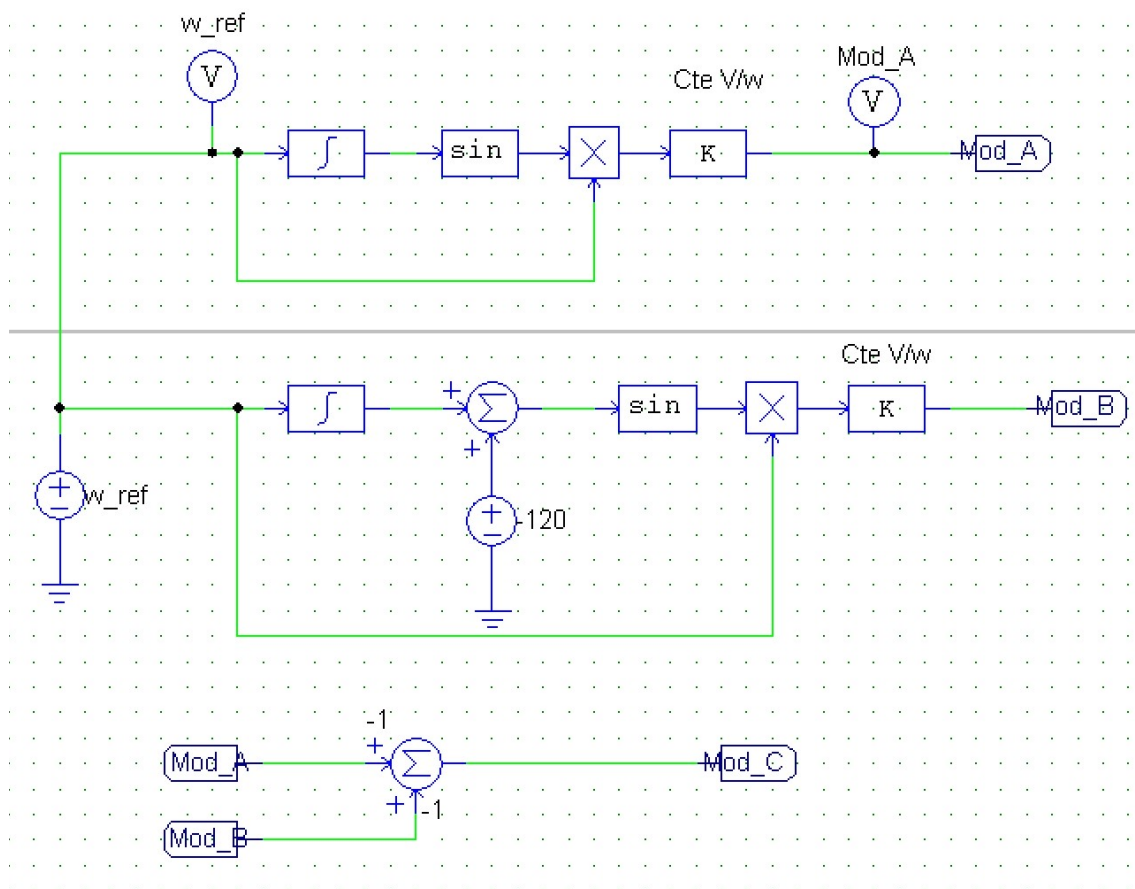 w_ref
V
Mod_A
V
Cte V/w
∫
sin
×
K
Mod_A
Cte V/w
+
∫
Σ
sin
×
K
Mod_B
+
+
−
w_ref
+
−
-120
-1
+
Mod_A
Σ
Mod_C
+
-1
Mod_B